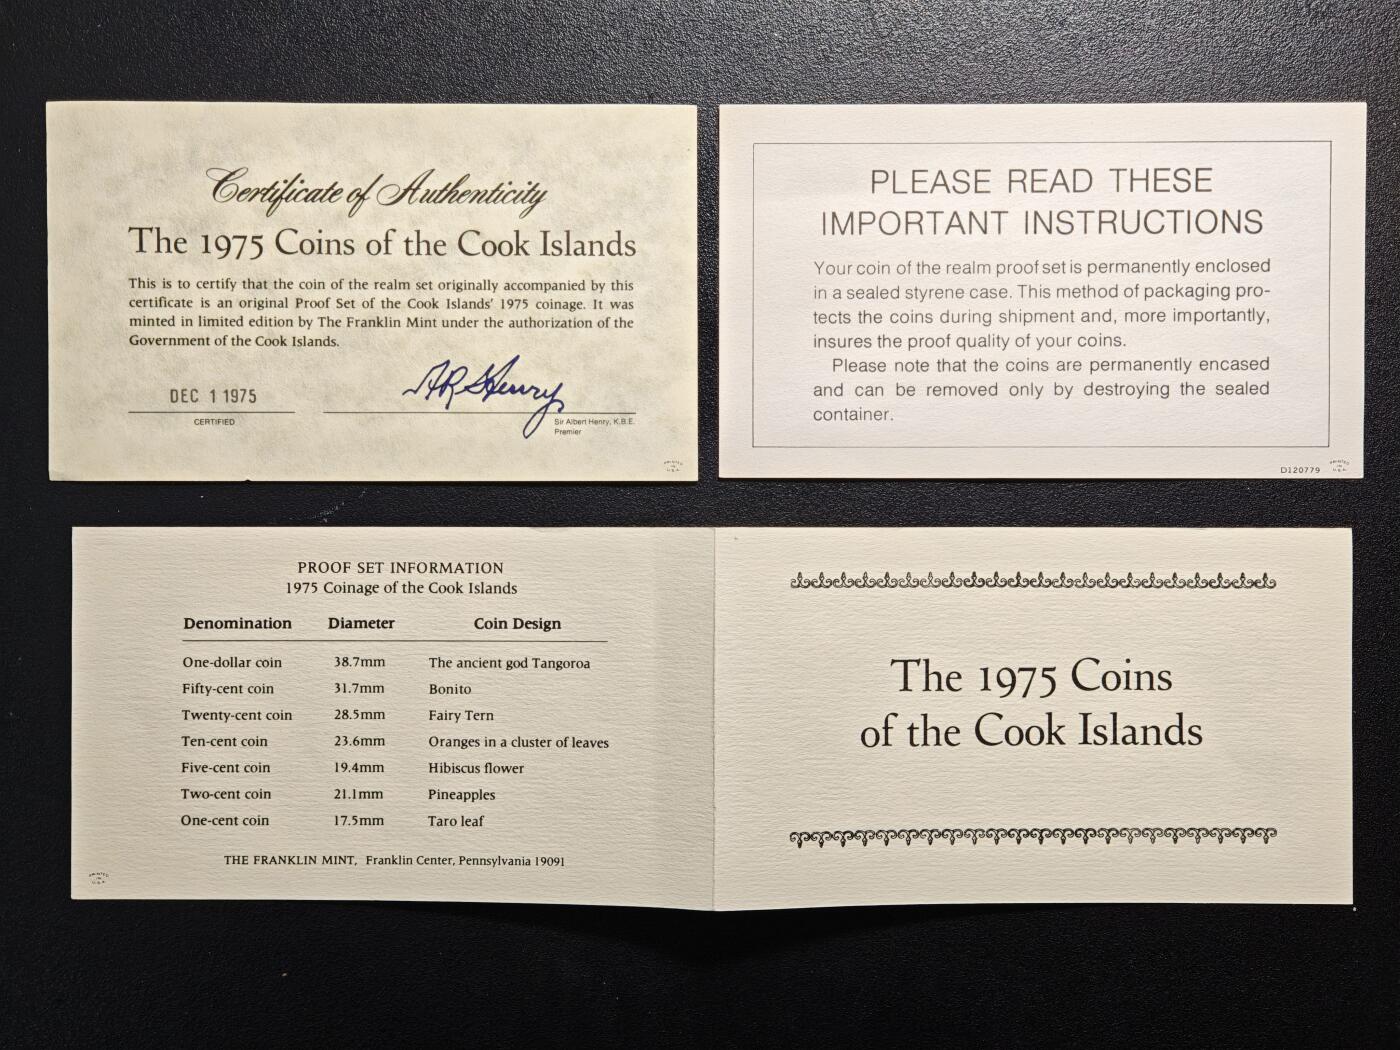 Certificate of Authenticity
The 1975 Coins of the Cook Islands
This is to certify that the coin of the realm set originally accompanied by this
certificate is an original Proof Set of the Cook Islands' 1975 coinage. It was
minted in limited edition by The Franklin Mint under the authorization of the
Government of the Cook Islands.
DEC 1 1975
CERTIFIED
Sir Albert Henry, K.B.E.
Premier
PRINTED
IN
U.S.A.
PLEASE READ THESE
IMPORTANT INSTRUCTIONS
Your coin of the realm proof set is permanently enclosed
in a sealed styrene case. This method of packaging pro-
tects the coins during shipment and, more importantly,
insures the proof quality of your coins.
Please note that the coins are permanently encased
and can be removed only by destroying the sealed
container.
D120779
PRINTED
IN
U.S.A.
PROOF SET INFORMATION
1975 Coinage of the Cook Islands
Denomination Diameter Coin Design
One-dollar coin 38.7mm The ancient god Tangoroa
Fifty-cent coin 31.7mm Bonito
Twenty-cent coin 28.5mm Fairy Tern
Ten-cent coin 23.6mm Oranges in a cluster of leaves
Five-cent coin 19.4mm Hibiscus flower
Two-cent coin 21.1mm Pineapples
One-cent coin 17.5mm Taro leaf
THE FRANKLIN MINT, Franklin Center, Pennsylvania 19091
PRINTED
IN
U.S.A.
The 1975 Coins
of the Cook Islands